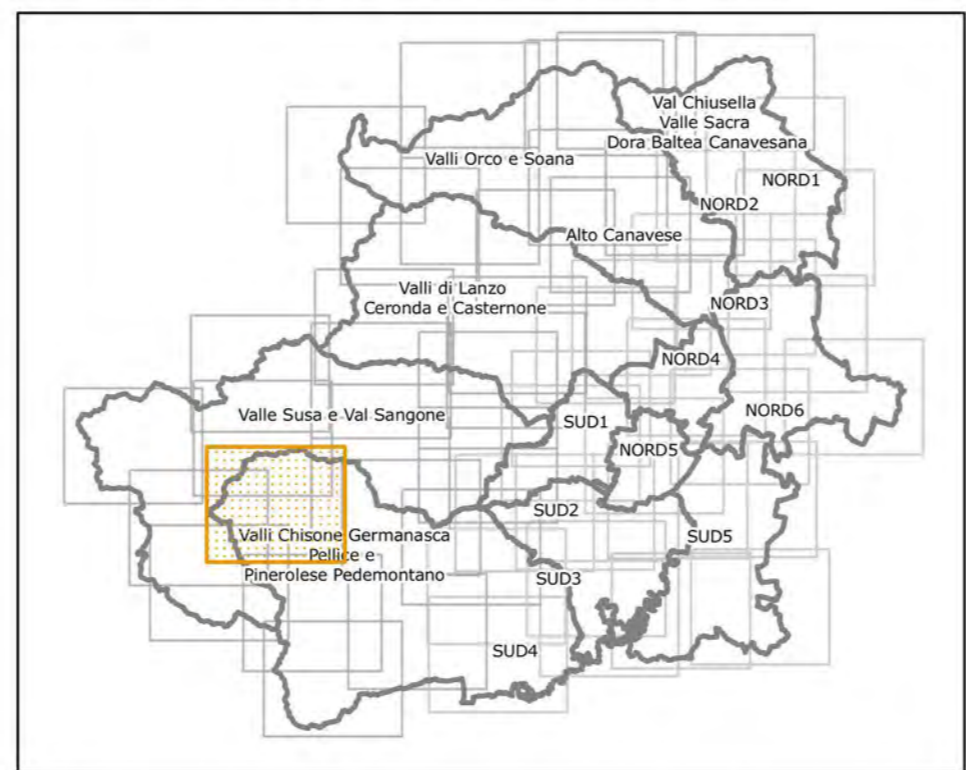 Val Chiusella
Valle Sacra
Dora Baltea Canavesana
Valli Orco e Soana
NORD1
NORD2
Alto Canavese
Valli di Lanzo
Ceronda e Casternone
NORD3
NORD4
Valle Susa e Val Sangone
SUD1
NORD6
NORD5
SUD2
Valli Chisone Germanasca
Pellice e
Pinerolese Pedemontano
SUD5
SUD3
SUD4